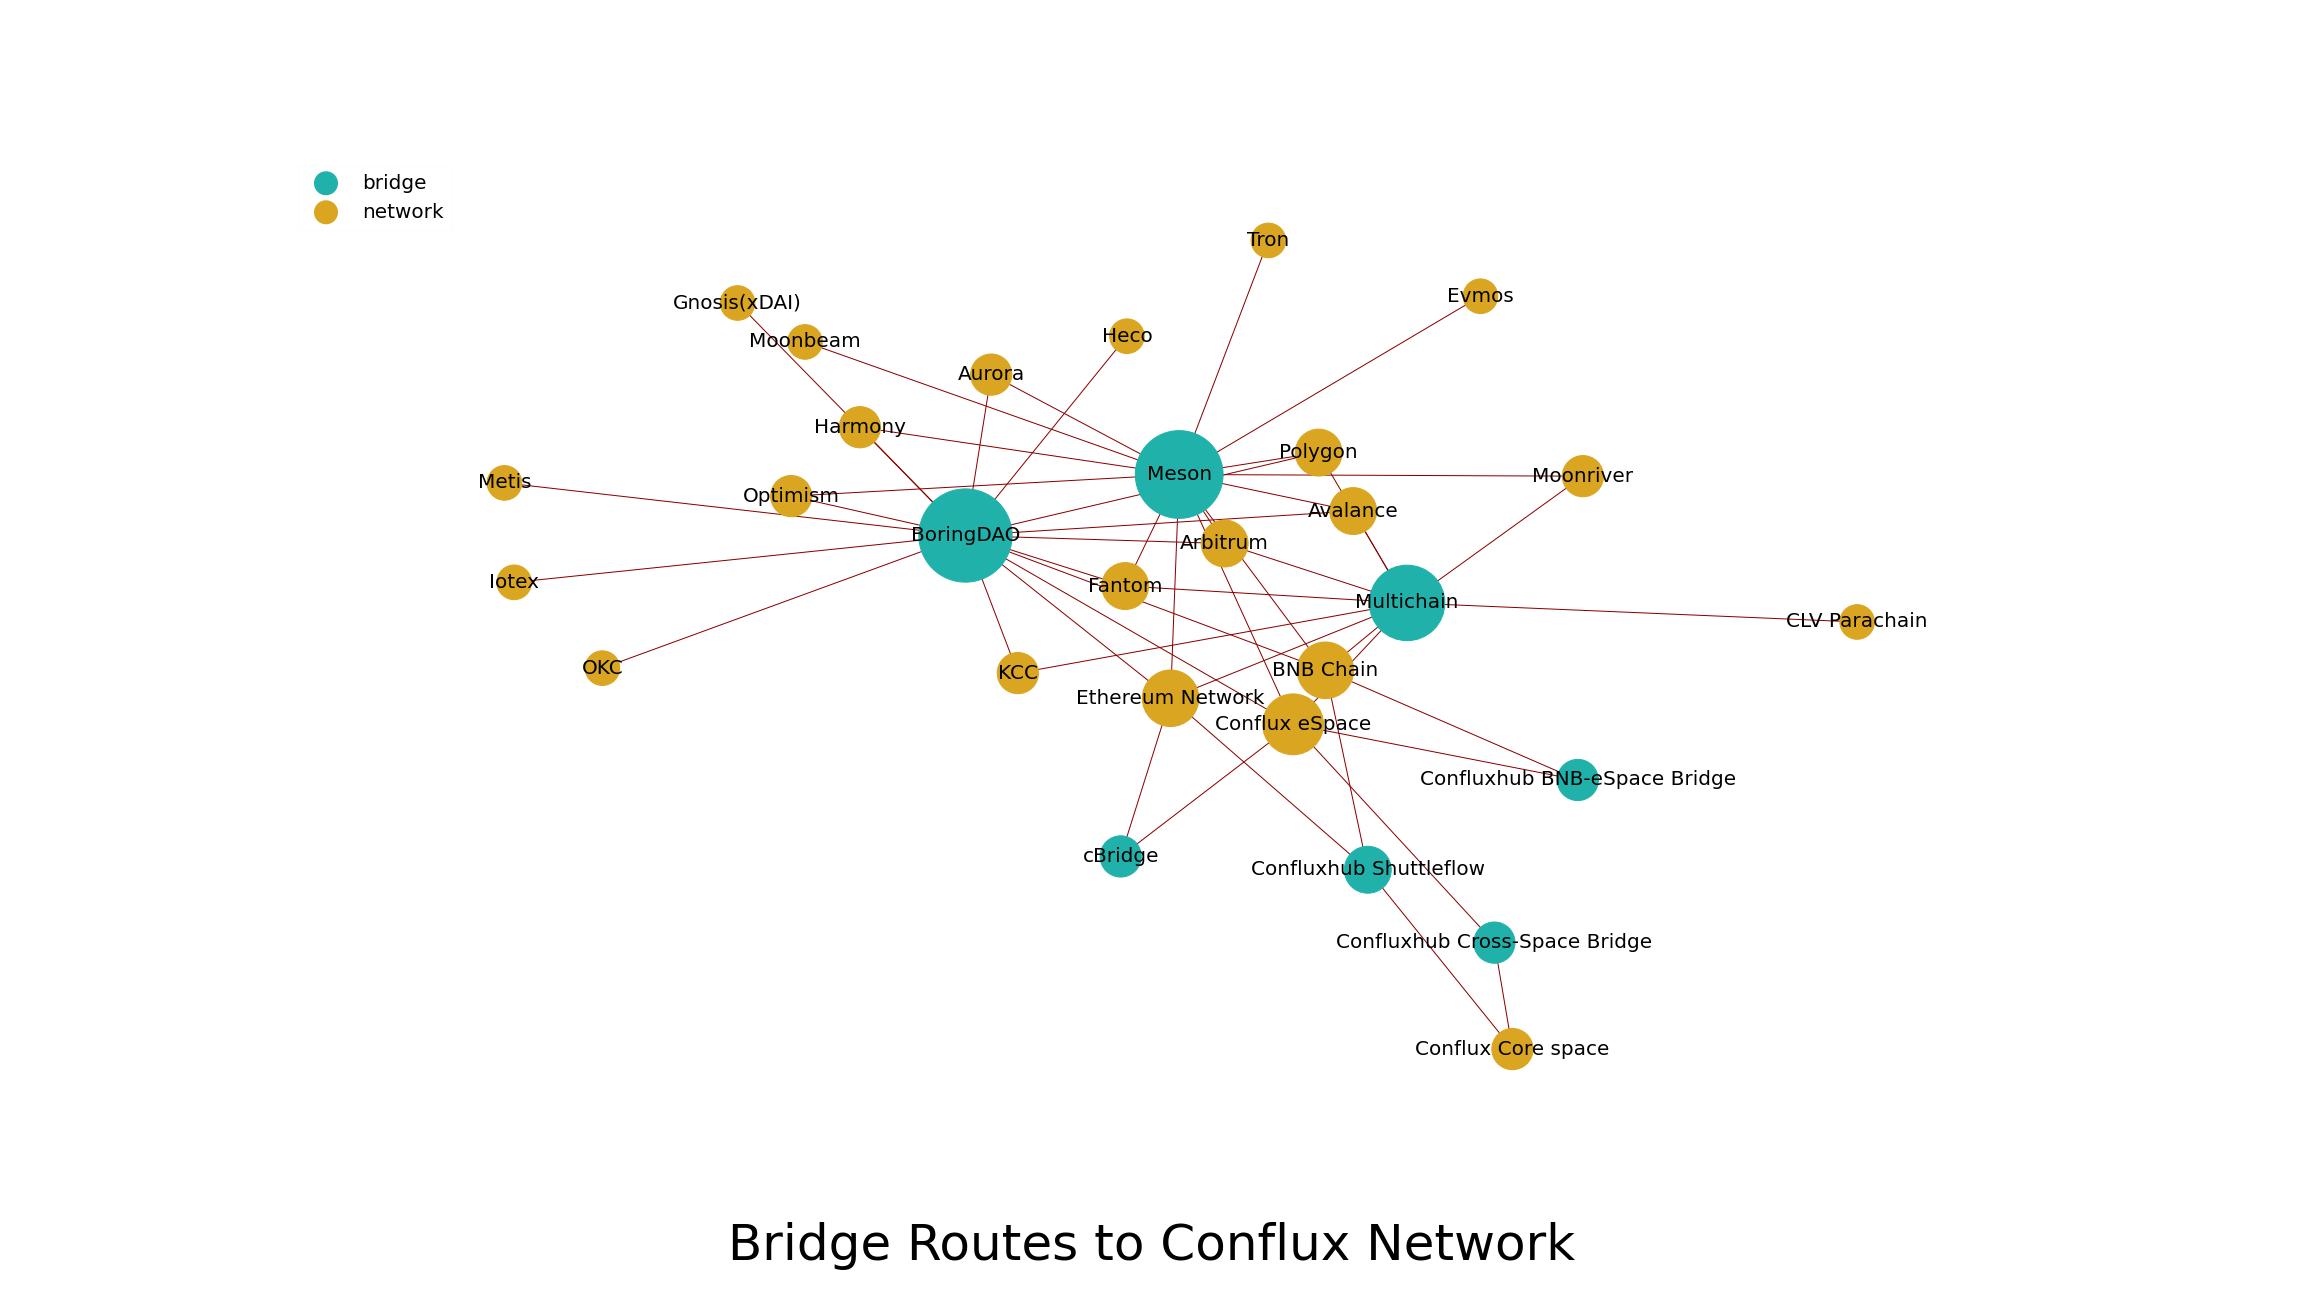 bridge
network
Tron
Evmos
Gnosis(xDAI)
Moonbeam
Heco
Aurora
Harmony
Polygon
Meson
Moonriver
Metis
Optimism
Avalance
BoringDAO
Arbitrum
Iotex
Fantom
Multichain
CLV Parachain
OKC
KCC
BNB Chain
Ethereum Network
Conflux eSpace
Confluxhub BNB-eSpace Bridge
cBridge
Confluxhub Shuttleflow
Confluxhub Cross-Space Bridge
Conflux Core space
Bridge Routes to Conflux Network